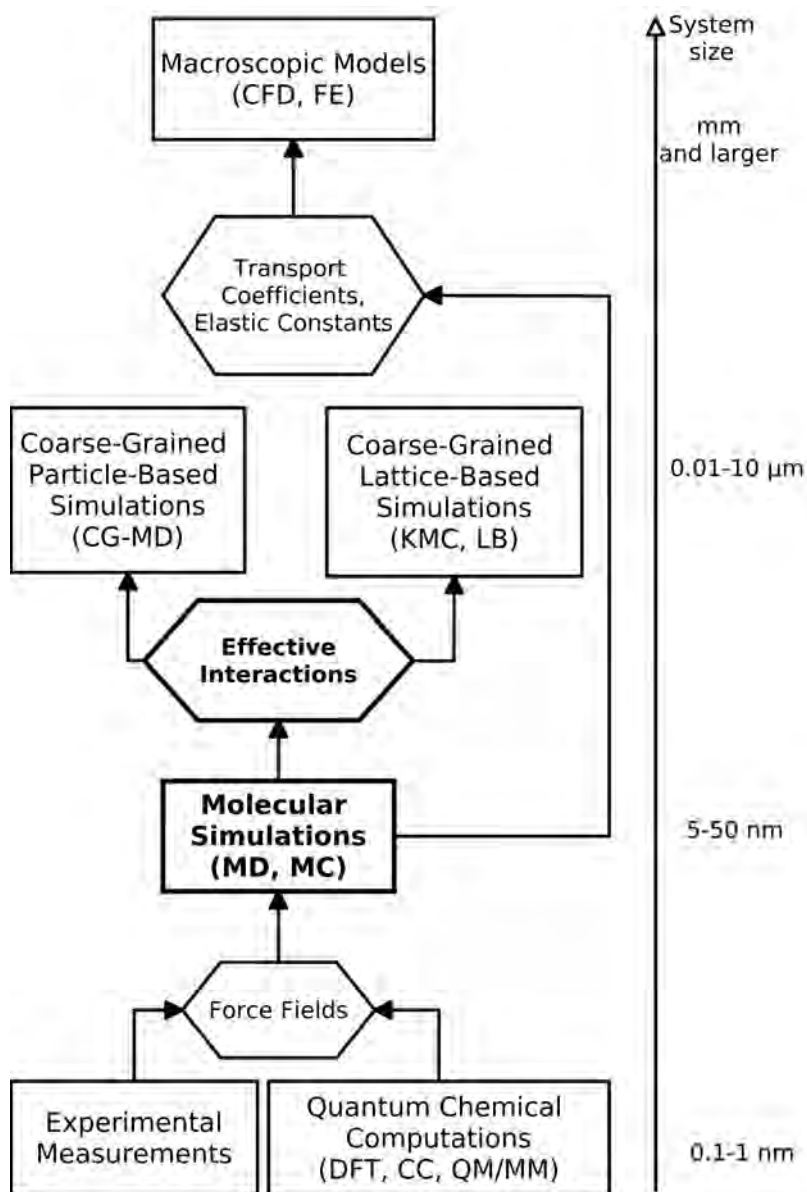 System
size
Macroscopic Models
(CFD, FE)
mm
and larger
Transport
Coefficients,
Elastic Constants
Coarse-Grained
Particle-Based
Simulations
(CG-MD)
Coarse-Grained
Lattice-Based
Simulations
(KMC, LB)
0.01-10 μm
Effective
Interactions
Molecular
Simulations
(MD, MC)
5-50 nm
Force Fields
Experimental
Measurements
Quantum Chemical
Computations
(DFT, CC, QM/MM)
0.1-1 nm